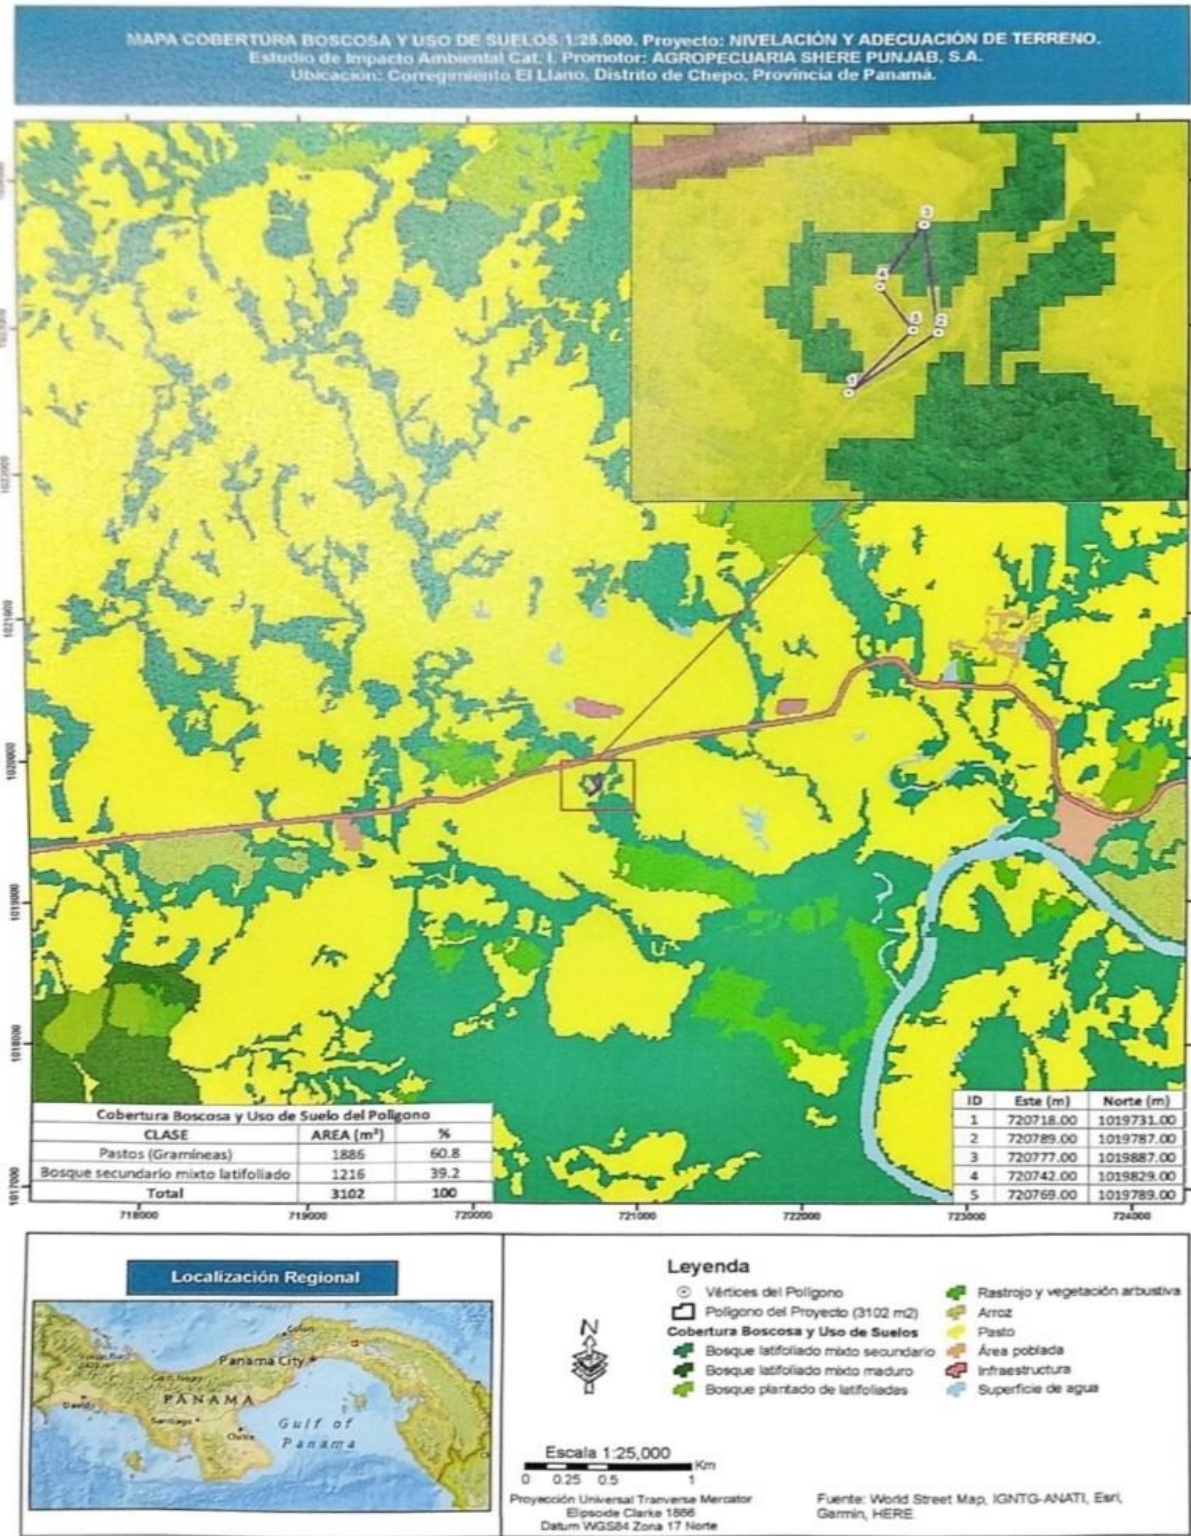 MAPA COBERTURA BOSCOSA Y USO DE SUELOS 1:25,000. Proyecto: NIVELACIÓN Y ADECUACIÓN DE TERRENO.
Estudio de Impacto Ambiental Cat. I. Promotor: AGROPECUARIA SHERE PUNJAB, S.A.
Ubicación: Corregimiento El Llano, Distrito de Chepo, Provincia de Panamá.
3
4
5
2
1
1021000
1020000
1019000
1018000
1017000
Cobertura Boscosa y Uso de Suelo del Polígono
CLASE AREA (m²) %
Pastos (Gramíneas) 1886 60.8
Bosque secundario mixto latifoliado 1216 39.2
Total 3102 100
ID Este (m) Norte (m)
1 720718.00 1019731.00
2 720789.00 1019787.00
3 720777.00 1019887.00
4 720742.00 1019829.00
5 720769.00 1019789.00
718000 719000 720000 721000 722000 723000 724000
Localización Regional
Colon
Panama City
PANAMA
David
Santiago
Chitre
Gulf of
Panama
N
Leyenda
Vértices del Polígono
Polígono del Proyecto (3102 m2)
Cobertura Boscosa y Uso de Suelos
Bosque latifoliado mixto secundario
Bosque latifoliado mixto maduro
Bosque plantado de latifoliadas
Rastrojo y vegetación arbustiva
Arroz
Pasto
Área poblada
Infraestructura
Superficie de agua
Escala 1:25,000
Km
0 0.25 0.5 1
Proyección Universal Tranverse Mercator
Elipsoide Clarke 1866
Datum WGS84 Zona 17 Norte
Fuente: World Street Map, IGNTG-ANATI, Esri,
Garmin, HERE.